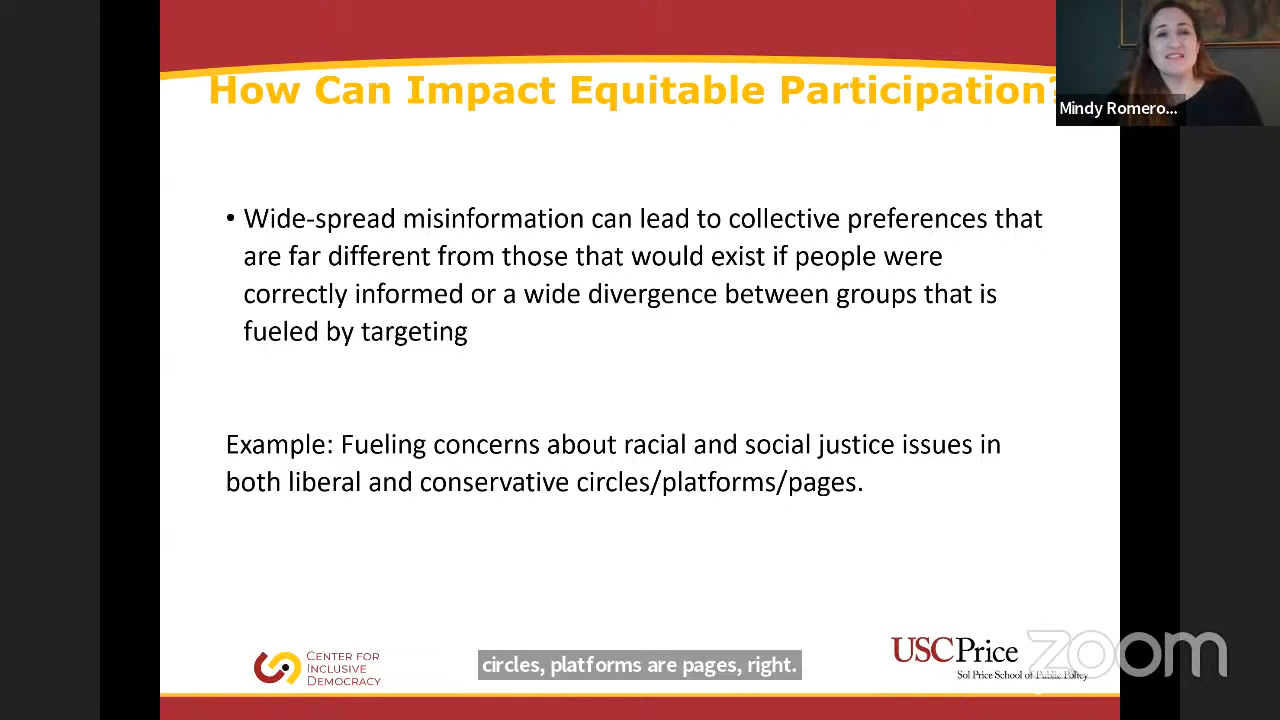 How Can Impact Equitable Participation?
Mindy Romero...
• Wide-spread misinformation can lead to collective preferences that
are far different from those that would exist if people were
correctly informed or a wide divergence between groups that is
fueled by targeting
Example: Fueling concerns about racial and social justice issues in
both liberal and conservative circles/platforms/pages.
CENTER FOR
INCLUSIVE
DEMOCRACY
circles, platforms are pages, right.
USC Price
Sol Price School of Public Policy
zoom